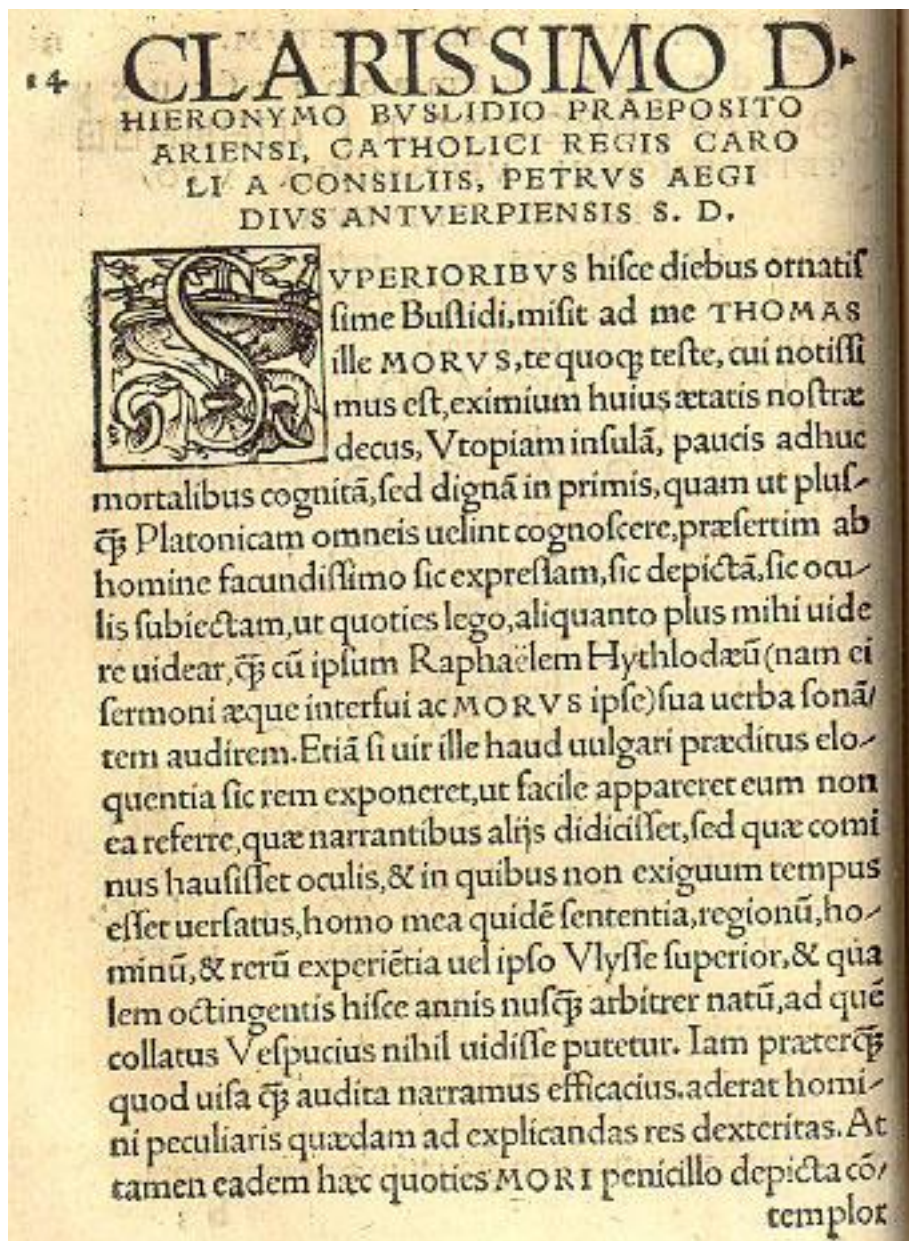 CLARISSIMO D.
14
HIERONYMO BVSLIDIO PRAEPOSITO
ARIENSI, CATHOLICI REGIS CARO
LI A CONSILIIS, PETRVS AEGI
DIVS ANTVERPIENSIS S. D.
SVPERIORIBVS hiſce diebus ornatiſ
ſime Buſlidi, miſit ad me THOMAS
ille MORVS, te quoqꝫ teſte, cui notiſſi
mus eſt, eximium huius ætatis noſtræ
decus, Vtopiam inſulã, paucis adhuc
mortalibus cognitã, ſed dignã in primis, quam ut pluſ-
ꝙꝫ Platonicam omneis uelint cognoſcere, præſertim ab
homine facundiſſimo ſic expreſſam, ſic depictã, ſic ocu-
lis ſubiectam, ut quoties lego, aliquanto plus mihi uide
re uidear, ꝙꝫ cũ ipſum Raphaëlem Hythlodæũ (nam ei
ſermoni æque interfui ac MORVS ipſe) ſua uerba ſonã/
tem audirem. Etiã ſi uir ille haud uulgari præditus elo-
quentia ſic rem exponeret, ut facile appareret eum non
ea referre, quæ narrantibus alijs didiciſſet, ſed quæ comi
nus hauſiſſet oculis, & in quibus non exiguum tempus
eſſet uerſatus, homo mea quidẽ ſententia, regionũ, ho-
minũ, & rerũ experiẽtia uel ipſo Vlyſſe ſuperior, & qua
lem octingentis hiſce annis nuſꝙꝫ arbitrer natũ, ad quẽ
collatus Veſpucius nihil uidiſſe putetur. Iam præterꝙꝫ
quod uiſa ꝙꝫ audita narramus efficacius. aderat homi-
ni peculiaris quædam ad explicandas res dexteritas. At
tamen eadem hæc quoties MORI penicillo depicta cõ/
templor